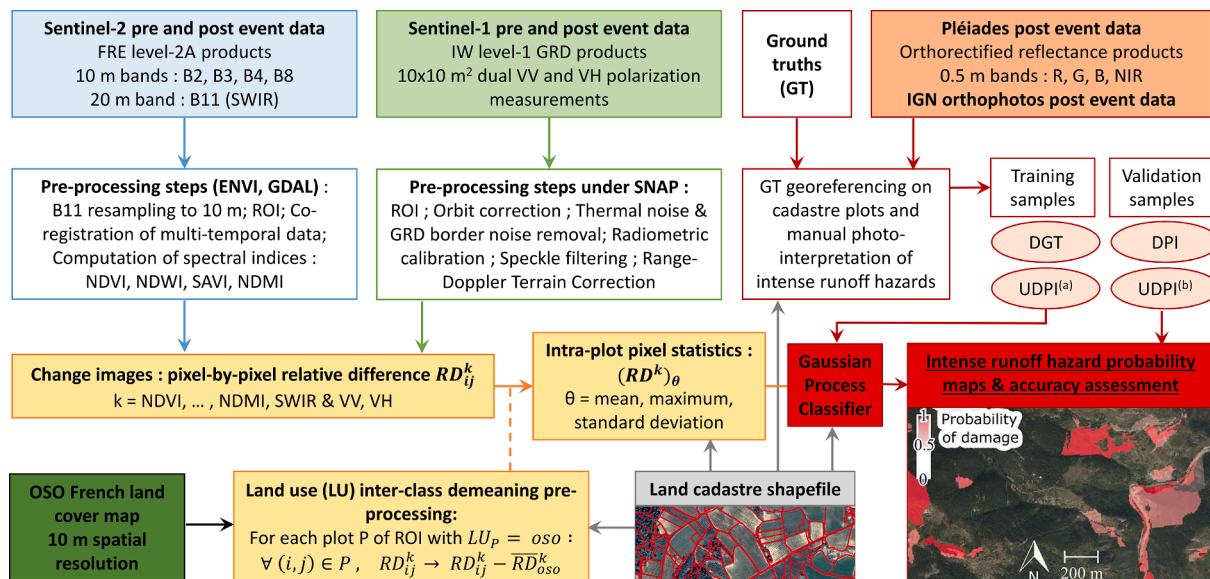 Sentinel-2 pre and post event data
FRE level-2A products
10 m bands : B2, B3, B4, B8
20 m band : B11 (SWIR)
Sentinel-1 pre and post event data
IW level-1 GRD products
10x10 m² dual VV and VH polarization
measurements
Ground
truths
(GT)
Pléiades post event data
Orthorectified reflectance products
0.5 m bands : R, G, B, NIR
IGN orthophotos post event data
Pre-processing steps (ENVI, GDAL) :
B11 resampling to 10 m; ROI; Co-
registration of multi-temporal data;
Computation of spectral indices :
NDVI, NDWI, SAVI, NDMI
Pre-processing steps under SNAP :
ROI ; Orbit correction ; Thermal noise &
GRD border noise removal; Radiometric
calibration ; Speckle filtering ; Range-
Doppler Terrain Correction
GT georeferencing on
cadastre plots and
manual photo-
interpretation of
intense runoff hazards
Training
samples
Validation
samples
DGT
DPI
UDPI(a)
UDPI(b)
Change images : pixel-by-pixel relative difference RD_{ij}^{k}
k = NDVI, … , NDMI, SWIR & VV, VH
Intra-plot pixel statistics :
(RD^{k})_{θ}
θ = mean, maximum,
standard deviation
Gaussian
Process
Classifier
Intense runoff hazard probability
maps & accuracy assessment
1
0.5
0
Probability
of damage
N
200 m
OSO French land
cover map
10 m spatial
resolution
Land use (LU) inter-class demeaning pre-
processing:
For each plot P of ROI with LU_{P} = oso :
∀ (i, j) ∈ P , RD_{ij}^{k} → RD_{ij}^{k} − \overline{RD}_{oso}^{k}
Land cadastre shapefile